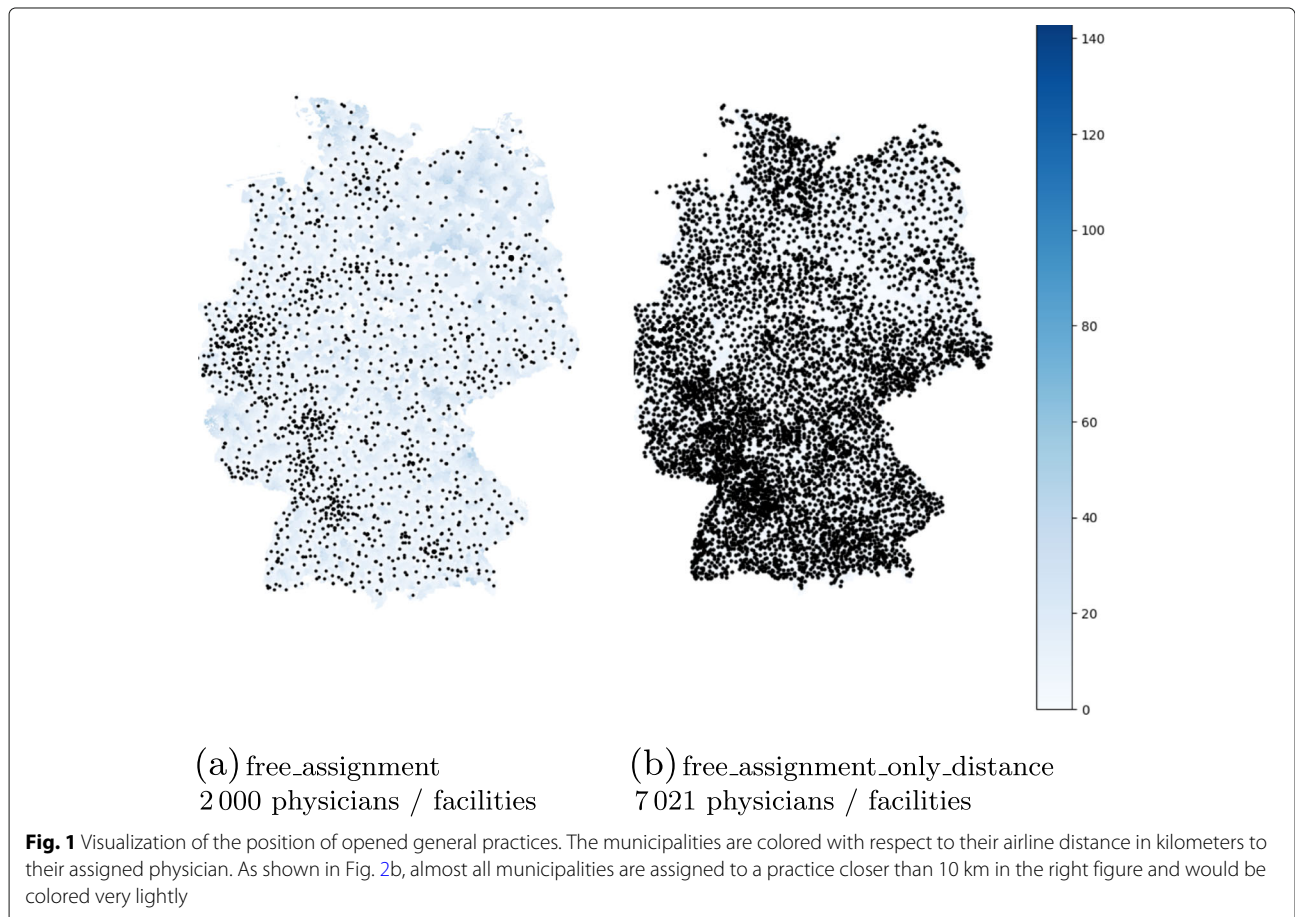 140
120
100
80
60
40
20
0
(a) free_assignment
2 000 physicians / facilities
(b) free_assignment_only_distance
7 021 physicians / facilities
Fig. 1 Visualization of the position of opened general practices. The municipalities are colored with respect to their airline distance in kilometers to
their assigned physician. As shown in Fig. 2b, almost all municipalities are assigned to a practice closer than 10 km in the right figure and would be
colored very lightly